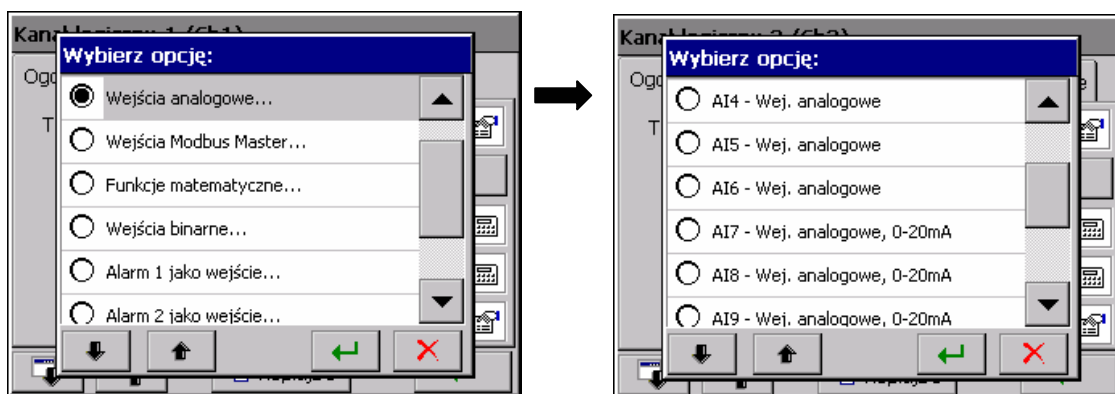 Wybierz opcję:
Wejścia analogowe...
Wejścia Modbus Master...
Funkcje matematyczne...
Wejścia binarne...
Alarm 1 jako wejście...
Alarm 2 jako wejście...
Wybierz opcję:
AI4 - Wej. analogowe
AI5 - Wej. analogowe
AI6 - Wej. analogowe
AI7 - Wej. analogowe, 0-20mA
AI8 - Wej. analogowe, 0-20mA
AI9 - Wej. analogowe, 0-20mA